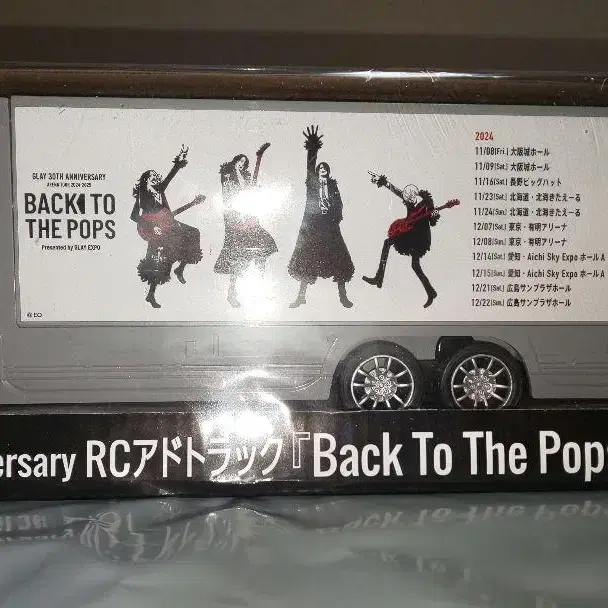 GLAY 30TH ANNIVERSARY
ARENA TOUR 2024-2025
BACK TO
THE POPS
Presented by GLAY EXPO
© EO
2024
11/08[Fri.] 大阪城ホール
11/09[Sat.] 大阪城ホール
11/16[Sat.] 長野ビッグハット
11/23[Sat.] 北海道・北海きたえーる
11/24[Sun.] 北海道・北海きたえーる
12/07[Sat.] 東京・有明アリーナ
12/08[Sun.] 東京・有明アリーナ
12/14[Sat.] 愛知・Aichi Sky Expo ホールA
12/15[Sun.] 愛知・Aichi Sky Expo ホールA
12/21[Sat.] 広島サンプラザホール
12/22[Sun.] 広島サンプラザホール
ersary RCアドトラック『Back To The Pops